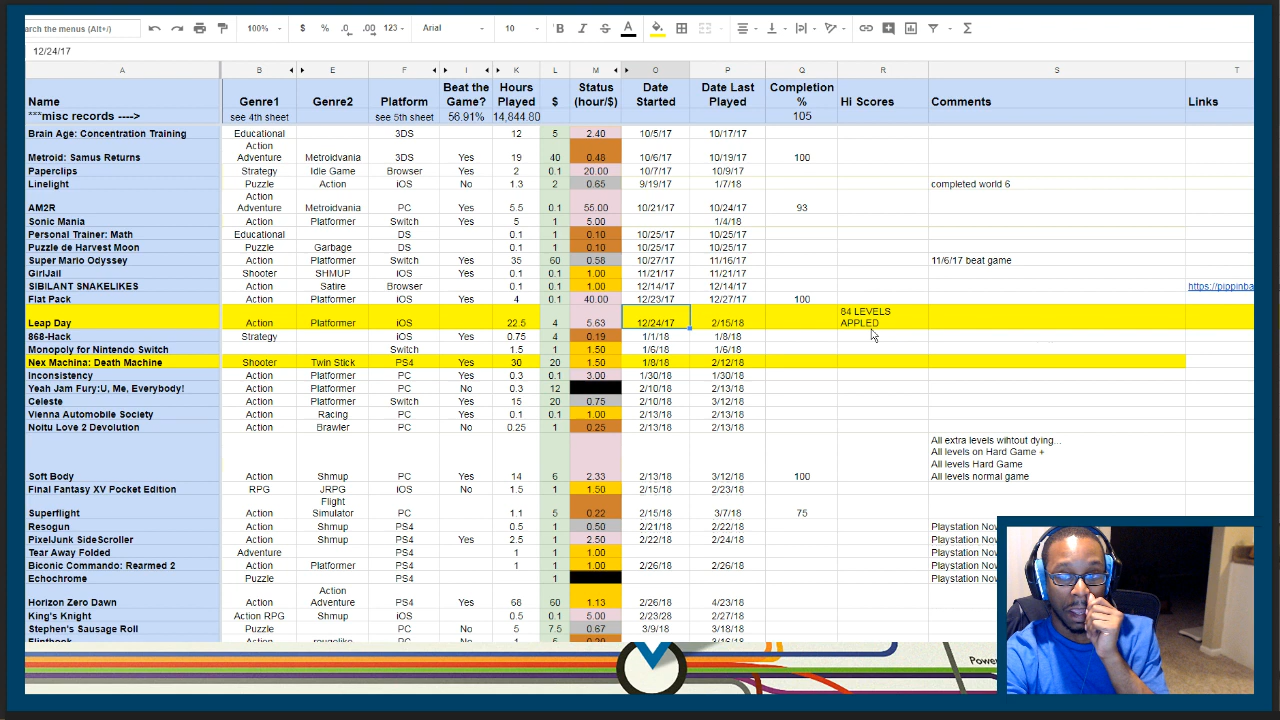 arch the menus (Alt+/) 100% $ % .0 .00 123 Arial 10 B I S A Σ
12/24/17
A B E F I K L M O P Q R S T
Name Genre1 Genre2 Platform Beat the Game? Hours Played $ Status (hour/$) Date Started Date Last Played Completion % Hi Scores Comments Links
***misc records ----> see 4th sheet see 5th sheet 56.91% 14,844.80 105
Brain Age: Concentration Training Educational 3DS 12 5 2.40 10/5/17 10/17/17
Metroid: Samus Returns Action Adventure Metroidvania 3DS Yes 19 40 0.48 10/6/17 10/19/17 100
Paperclips Strategy Idle Game Browser Yes 2 0.1 20.00 10/7/17 10/9/17
Linelight Puzzle Action iOS No 1.3 2 0.65 9/19/17 1/7/18 completed world 6
AM2R Action Adventure Metroidvania PC Yes 5.5 0.1 55.00 10/21/17 10/24/17 93
Sonic Mania Action Platformer Switch Yes 5 1 5.00 1/4/18
Personal Trainer: Math Educational DS 0.1 1 0.10 10/25/17 10/25/17
Puzzle de Harvest Moon Puzzle Garbage DS 0.1 1 0.10 10/25/17 10/25/17
Super Mario Odyssey Action Platformer Switch Yes 35 60 0.58 10/27/17 11/16/17 11/6/17 beat game
GirlJail Shooter SHMUP iOS Yes 0.1 0.1 1.00 11/21/17 11/21/17
SIBILANT SNAKELIKES Action Satire Browser 0.1 0.1 1.00 12/14/17 12/14/17 https://pippinba
Flat Pack Action Platformer iOS Yes 4 0.1 40.00 12/23/17 12/27/17 100
Leap Day Action Platformer iOS 22.5 4 5.63 12/24/17 2/15/18 84 LEVELS APPLED
868-Hack Strategy iOS Yes 0.75 4 0.19 1/1/18 1/8/18
Monopoly for Nintendo Switch Switch 1.5 1 1.50 1/6/18 1/6/18
Nex Machina: Death Machine Shooter Twin Stick PS4 Yes 30 20 1.50 1/8/18 2/12/18
Inconsistency Action Platformer PC Yes 0.3 0.1 3.00 1/30/18 1/30/18
Yeah Jam Fury:U, Me, Everybody! Action Platformer PC No 0.3 12 2/10/18 2/13/18
Celeste Action Platformer Switch Yes 15 20 0.75 2/10/18 3/12/18
Vienna Automobile Society Action Racing PC Yes 0.1 0.1 1.00 2/13/18 2/13/18
Noitu Love 2 Devolution Action Brawler PC No 0.25 1 0.25 2/13/18 2/13/18
All extra levels wihtout dying...
All levels on Hard Game +
All levels Hard Game
Soft Body Action Shmup PC Yes 14 6 2.33 2/13/18 3/12/18 100 All levels normal game
Final Fantasy XV Pocket Edition RPG JRPG iOS No 1.5 1 1.50 2/15/18 2/23/18
Superflight Action Flight Simulator PC 1.1 5 0.22 2/15/18 3/7/18 75
Resogun Action Shmup PS4 0.5 1 0.50 2/21/18 2/22/18 Playstation Now
PixelJunk SideScroller Action Shmup PS4 Yes 2.5 1 2.50 2/22/18 2/24/18 Playstation Nov
Tear Away Folded Adventure PS4 1 1 1.00 Playstation Nov
Biconic Commando: Rearmed 2 Action Platformer PS4 1 1 1.00 2/26/18 2/26/18 Playstation Nov
Echochrome Puzzle PS4 1 Playstation Nov
Horizon Zero Dawn Action Action Adventure PS4 Yes 68 60 1.13 2/26/18 4/23/18
King's Knight Action RPG iOS 0.5 0.1 5.00 2/23/28 2/27/18
Stephen's Sausage Roll Puzzle PC No 5 7.5 0.67 3/9/18 3/18/18
Power